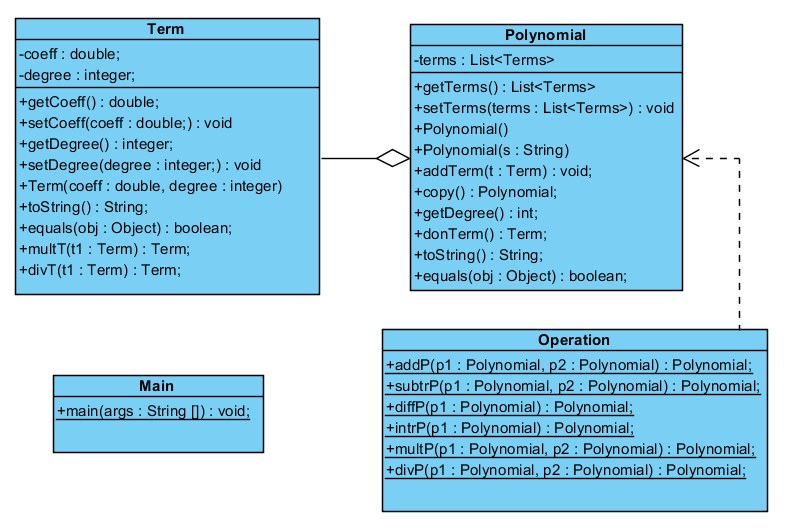 Term
-coeff : double;
-degree : integer;
+getCoeff() : double;
+setCoeff(coeff : double;) : void
+getDegree() : integer;
+setDegree(degree : integer;) : void
+Term(coeff : double, degree : integer)
+toString() : String;
+equals(obj : Object) : boolean;
+multT(t1 : Term) : Term;
+divT(t1 : Term) : Term;
Polynomial
-terms : List<Terms>
+getTerms() : List<Terms>
+setTerms(terms : List<Terms>) : void
+Polynomial()
+Polynomial(s : String)
+addTerm(t : Term) : void;
+copy() : Polynomial;
+getDegree() : int;
+donTerm() : Term;
+toString() : String;
+equals(obj : Object) : boolean;
Main
+main(args : String []) : void;
Operation
+addP(p1 : Polynomial, p2 : Polynomial) : Polynomial;
+subtrP(p1 : Polynomial, p2 : Polynomial) : Polynomial;
+diffP(p1 : Polynomial) : Polynomial;
+intrP(p1 : Polynomial) : Polynomial;
+multP(p1 : Polynomial, p2 : Polynomial) : Polynomial;
+divP(p1 : Polynomial, p2 : Polynomial) : Polynomial;